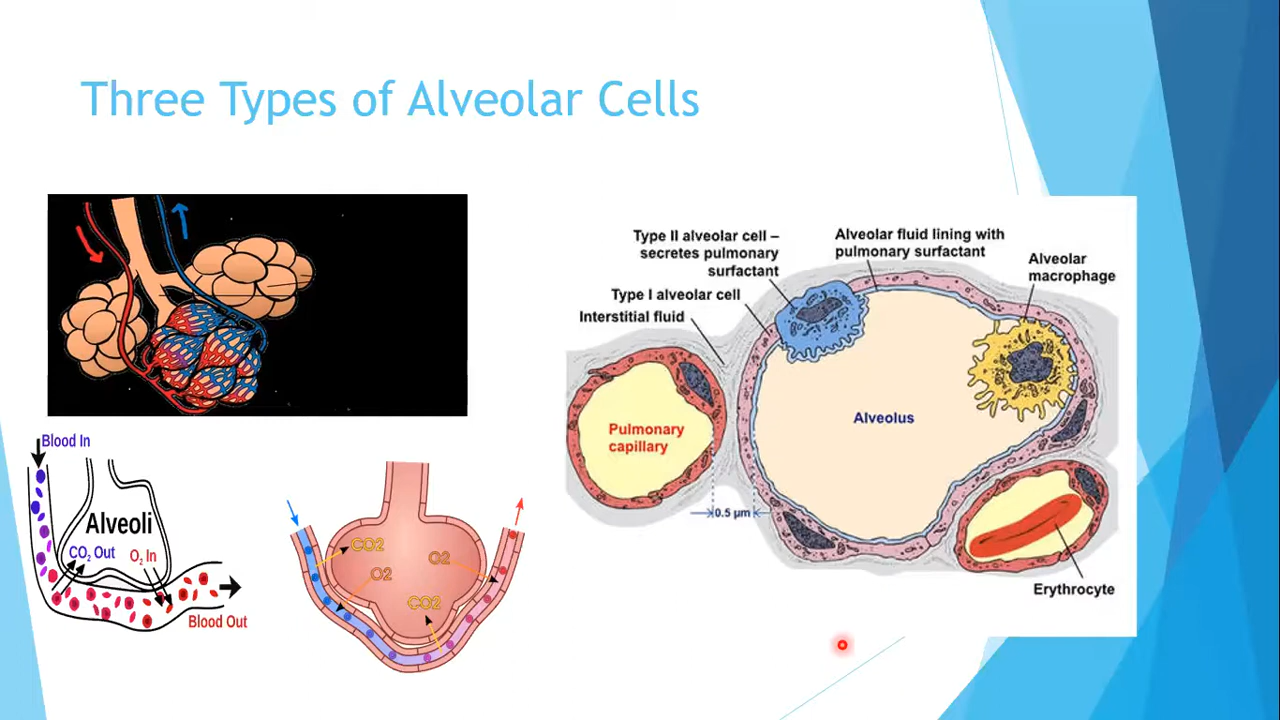 Three Types of Alveolar Cells
Type II alveolar cell –
secretes pulmonary
surfactant
Type I alveolar cell
Interstitial fluid
Alveolar fluid lining with
pulmonary surfactant
Alveolar
macrophage
Pulmonary
capillary
Alveolus
0.5 µm
Erythrocyte
Blood In
Alveoli
CO2 Out
O2 In
Blood Out
CO2
O2
O2
CO2